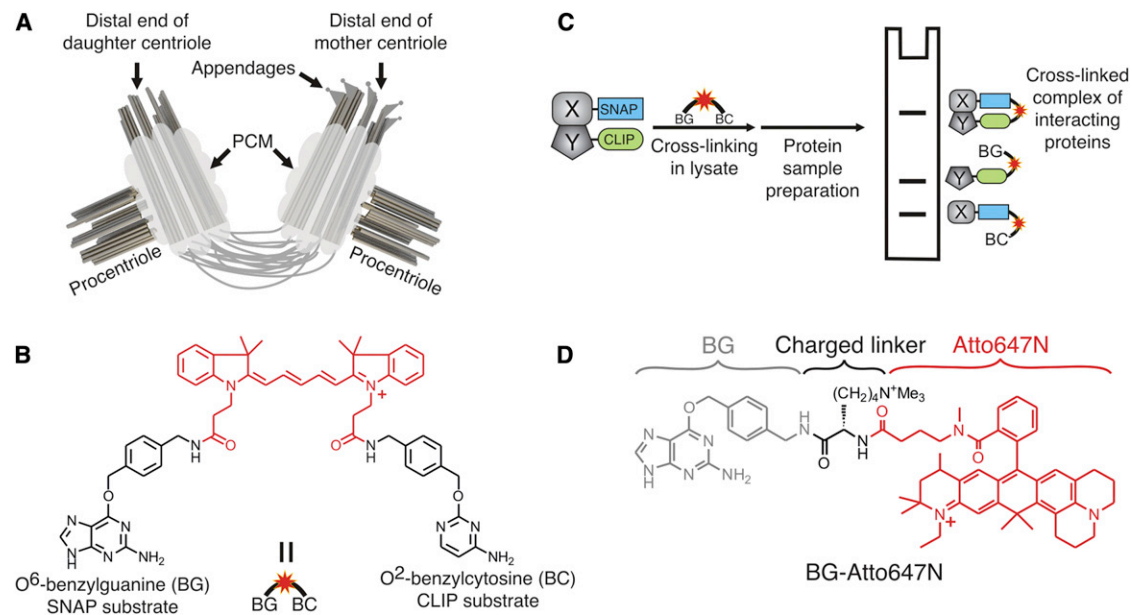 A
Distal end of
daughter centriole
Distal end of
mother centriole
Appendages
PCM
Procentriole
Procentriole
B
N
N+
O
N
H
O
N
H
O
O
N
N
N
H
N
NH2
N
N
NH2
O6-benzylguanine (BG)
SNAP substrate
BG BC
O2-benzylcytosine (BC)
CLIP substrate
C
X
SNAP
Y
CLIP
BG BC
Cross-linking
in lysate
Protein
sample
preparation
X
Y
Cross-linked
complex of
interacting
proteins
BG
Y
X
BC
D
BG
Charged linker
Atto647N
(CH2)4N+Me3
O
H
N
O
N
H
O
N
O
N
N
N
H
N
NH2
N
+
N
BG-Atto647N